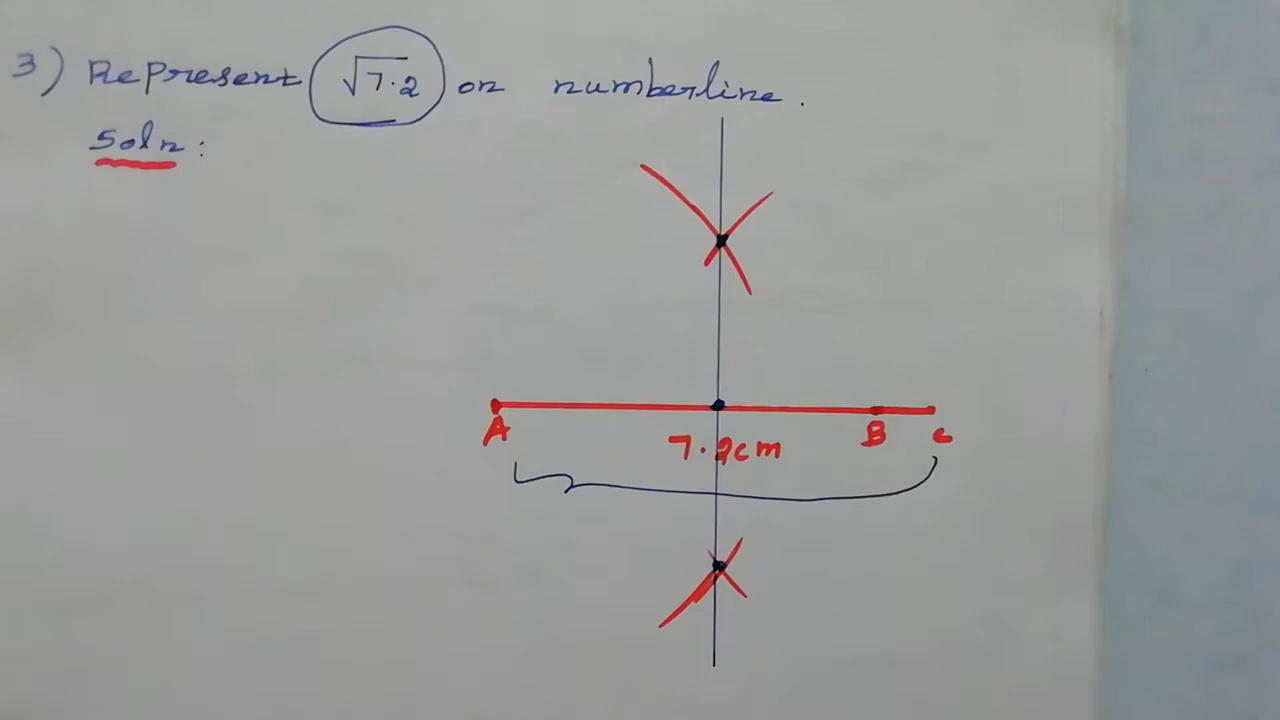 3) Represent √7.2 on numberline.
Soln:
A B C
7.2cm